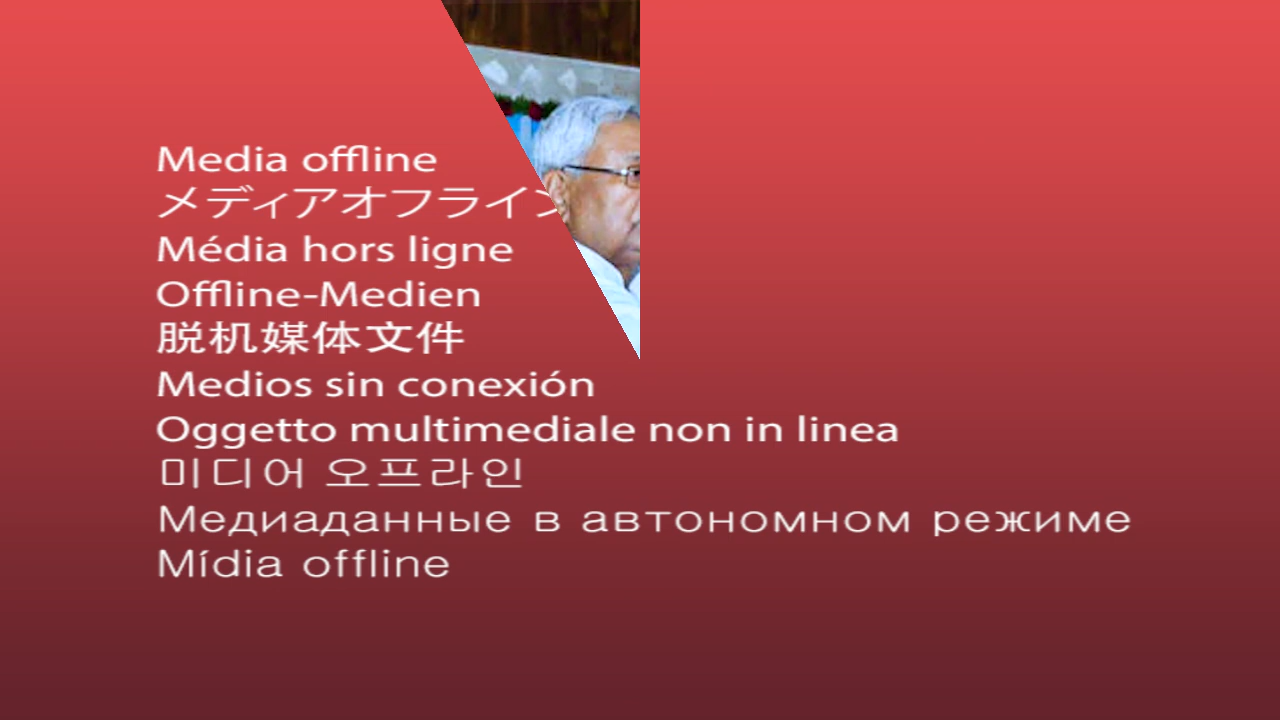 Media offline
メディアオフライン
Média hors ligne
Offline-Medien
脱机媒体文件
Medios sin conexión
Oggetto multimediale non in linea
미디어 오프라인
Медиаданные в автономном режиме
Mídia offline